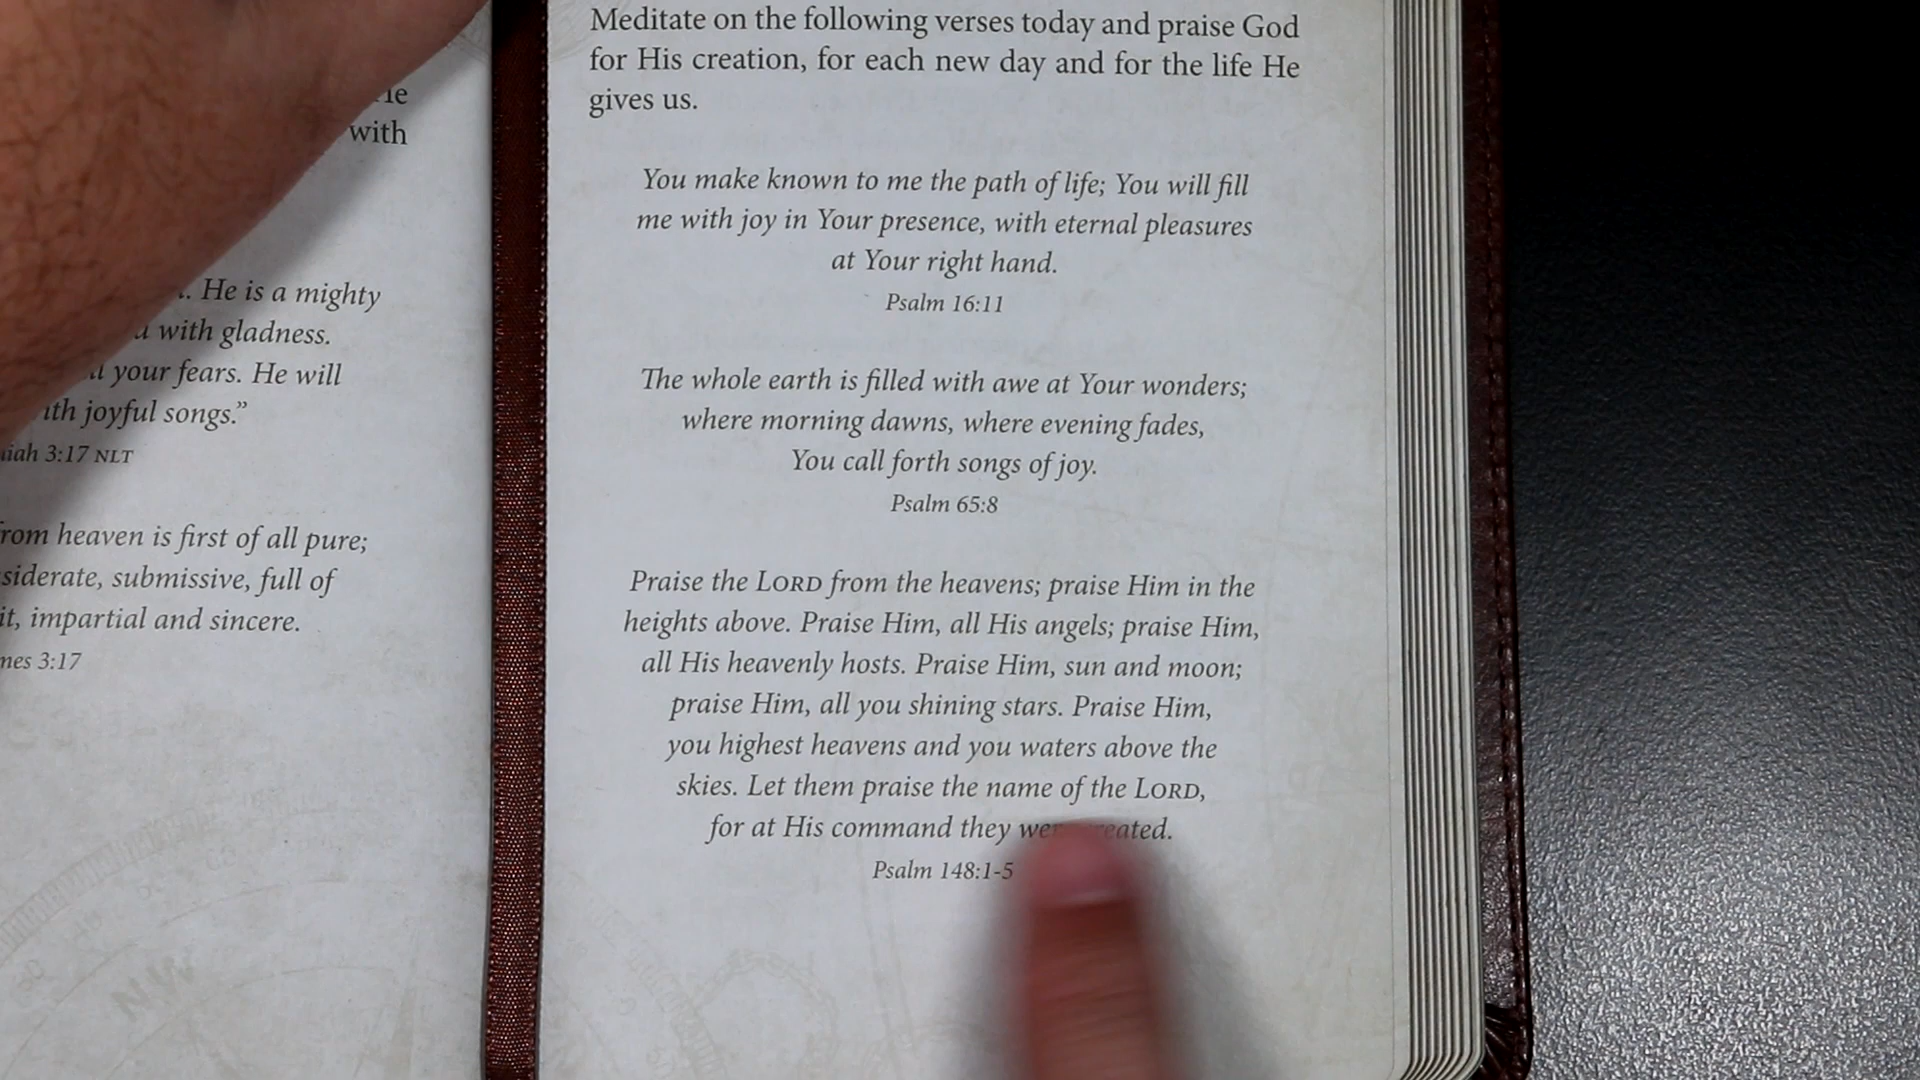 ne
with
. He is a mighty
with gladness.
your fears. He will
ith joyful songs.”
iah 3:17 NLT
rom heaven is first of all pure;
siderate, submissive, full of
it, impartial and sincere.
mes 3:17
NW
Meditate on the following verses today and praise God
for His creation, for each new day and for the life He
gives us.
You make known to me the path of life; You will fill
me with joy in Your presence, with eternal pleasures
at Your right hand.
Psalm 16:11
The whole earth is filled with awe at Your wonders;
where morning dawns, where evening fades,
You call forth songs of joy.
Psalm 65:8
Praise the LORD from the heavens; praise Him in the
heights above. Praise Him, all His angels; praise Him,
all His heavenly hosts. Praise Him, sun and moon;
praise Him, all you shining stars. Praise Him,
you highest heavens and you waters above the
skies. Let them praise the name of the LORD,
for at His command they were created.
Psalm 148:1-5